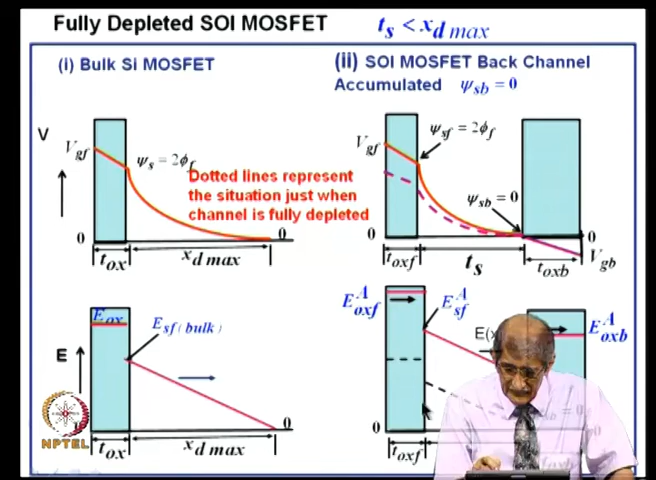 Fully Depleted SOI MOSFET
t_s < x_d max
(i) Bulk Si MOSFET
V
V_gf
ψ_s = 2ϕ_f
Dotted lines represent
the situation just when
channel is fully depleted
0
0
t_ox
x_d max
E
E_ox
E_sf(bulk)
0
0
t_ox
x_d max
NPTEL
(ii) SOI MOSFET Back Channel
Accumulated ψ_sb = 0
V_gf
ψ_sf = 2ϕ_f
ψ_sb = 0
0
0
t_oxf
t_s
t_oxb
V_gb
E^A_oxf
E^A_sf
E^A_oxb
0
t_oxf